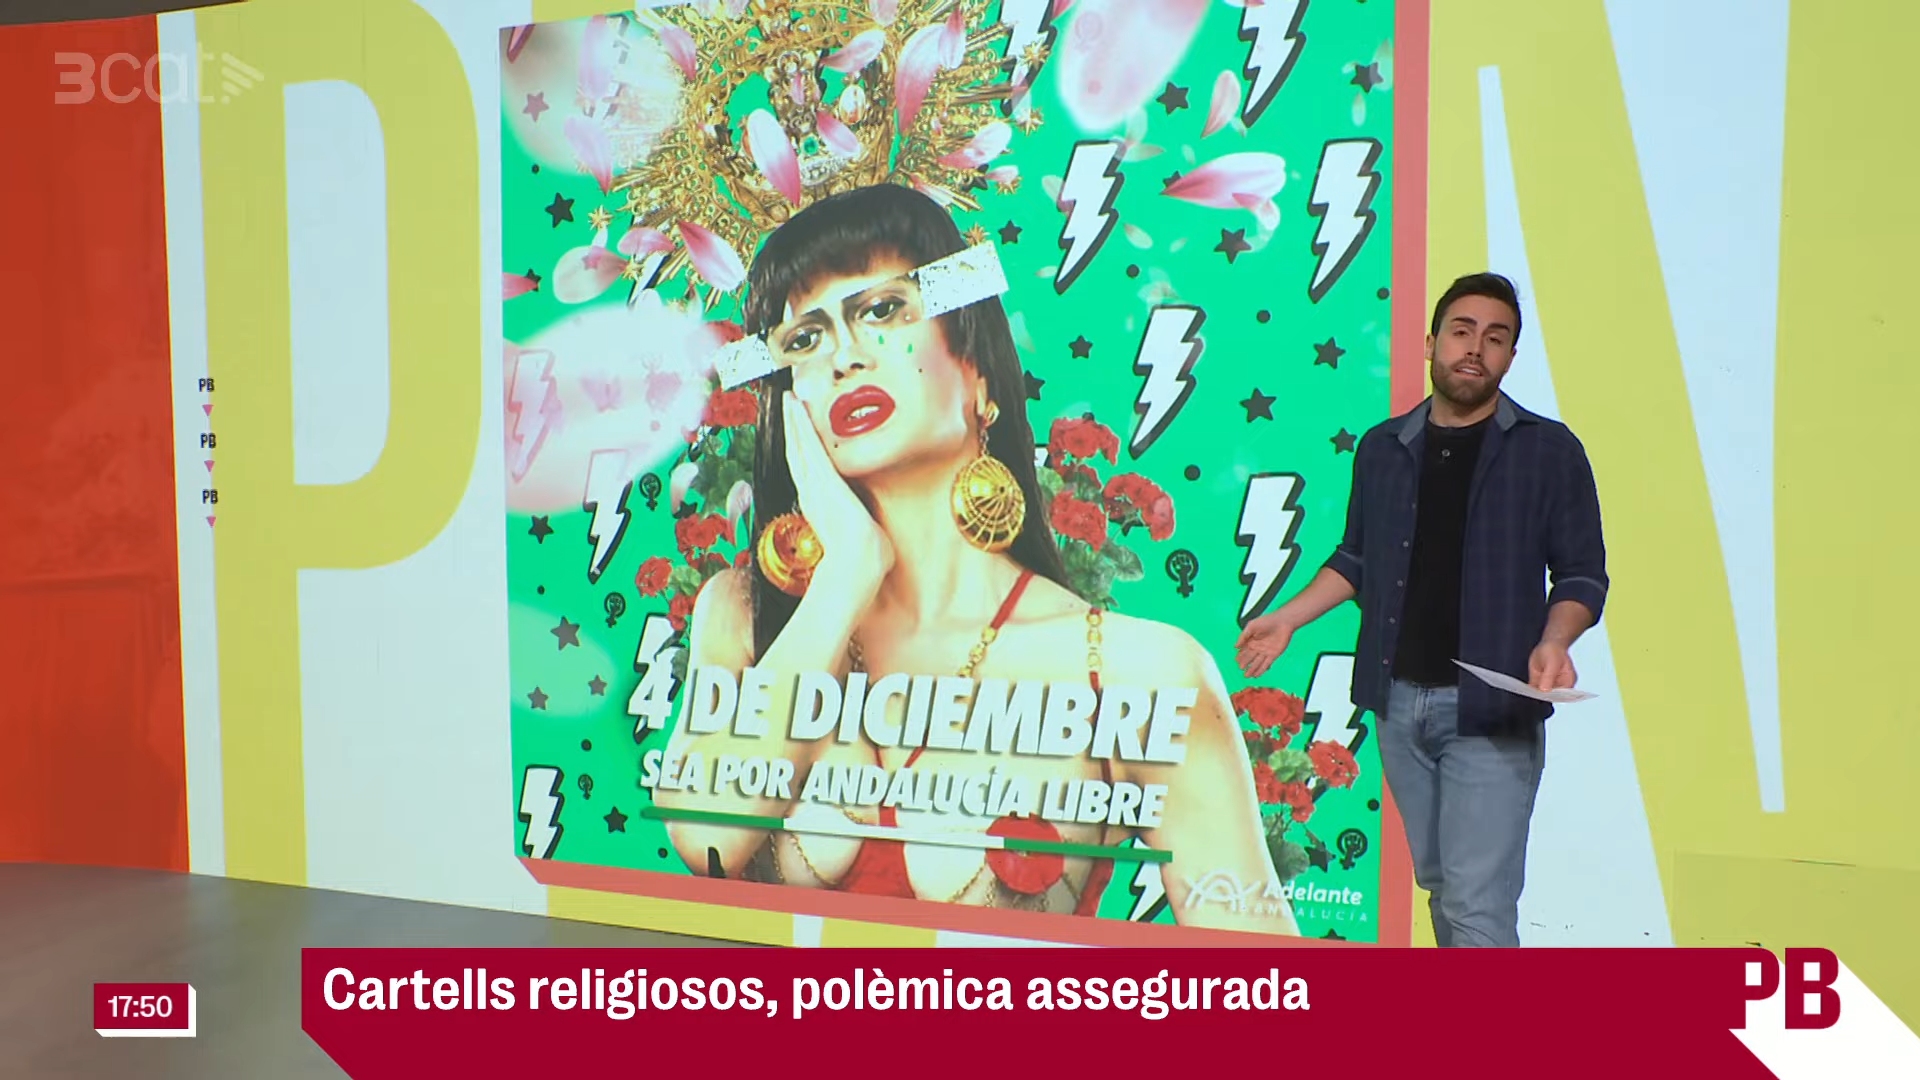 3cat
PB
PB
PB
4 DE DICIEMBRE
SEA POR ANDALUCÍA LIBRE
Adelante
ANDALUCÍA
17:50
Cartells religiosos, polèmica assegurada
PB